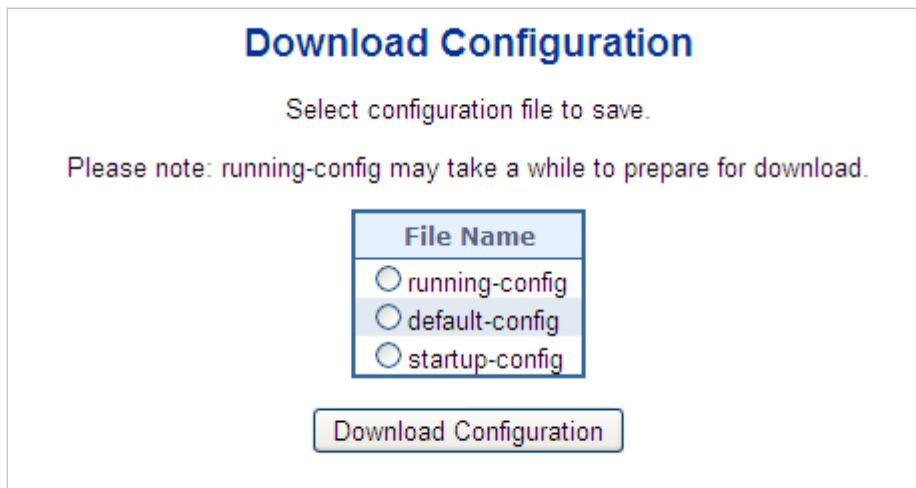 Download Configuration
Select configuration file to save.
Please note: running-config may take a while to prepare for download.
File Name
running-config
default-config
startup-config
Download Configuration